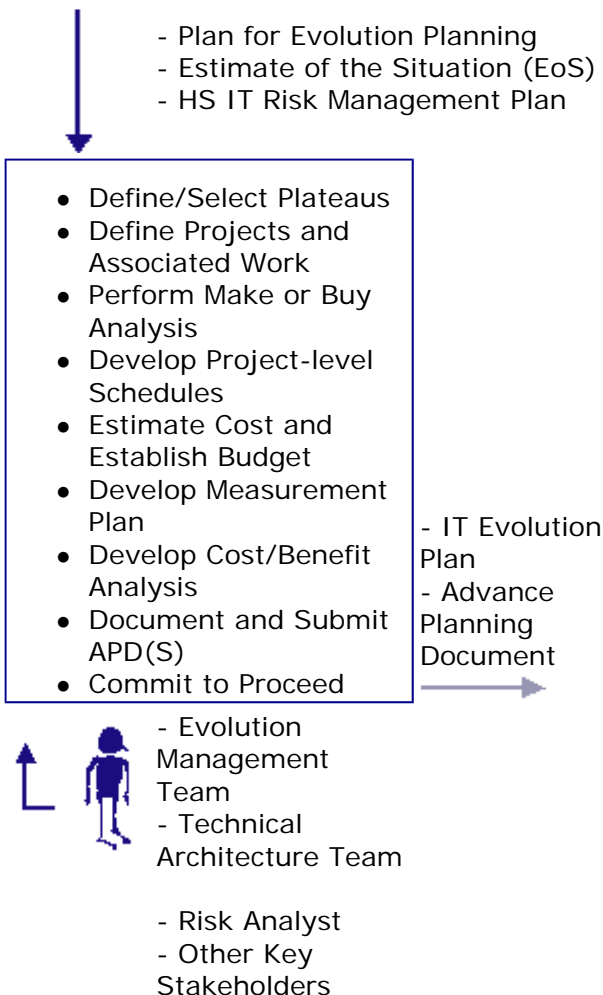 - Plan for Evolution Planning
- Estimate of the Situation (EoS)
- HS IT Risk Management Plan
● Define/Select Plateaus
● Define Projects and
Associated Work
● Perform Make or Buy
Analysis
● Develop Project-level
Schedules
● Estimate Cost and
Establish Budget
● Develop Measurement
Plan
● Develop Cost/Benefit
Analysis
● Document and Submit
APD(S)
● Commit to Proceed
- IT Evolution
Plan
- Advance
Planning
Document
- Evolution
Management
Team
- Technical
Architecture Team
- Risk Analyst
- Other Key
Stakeholders